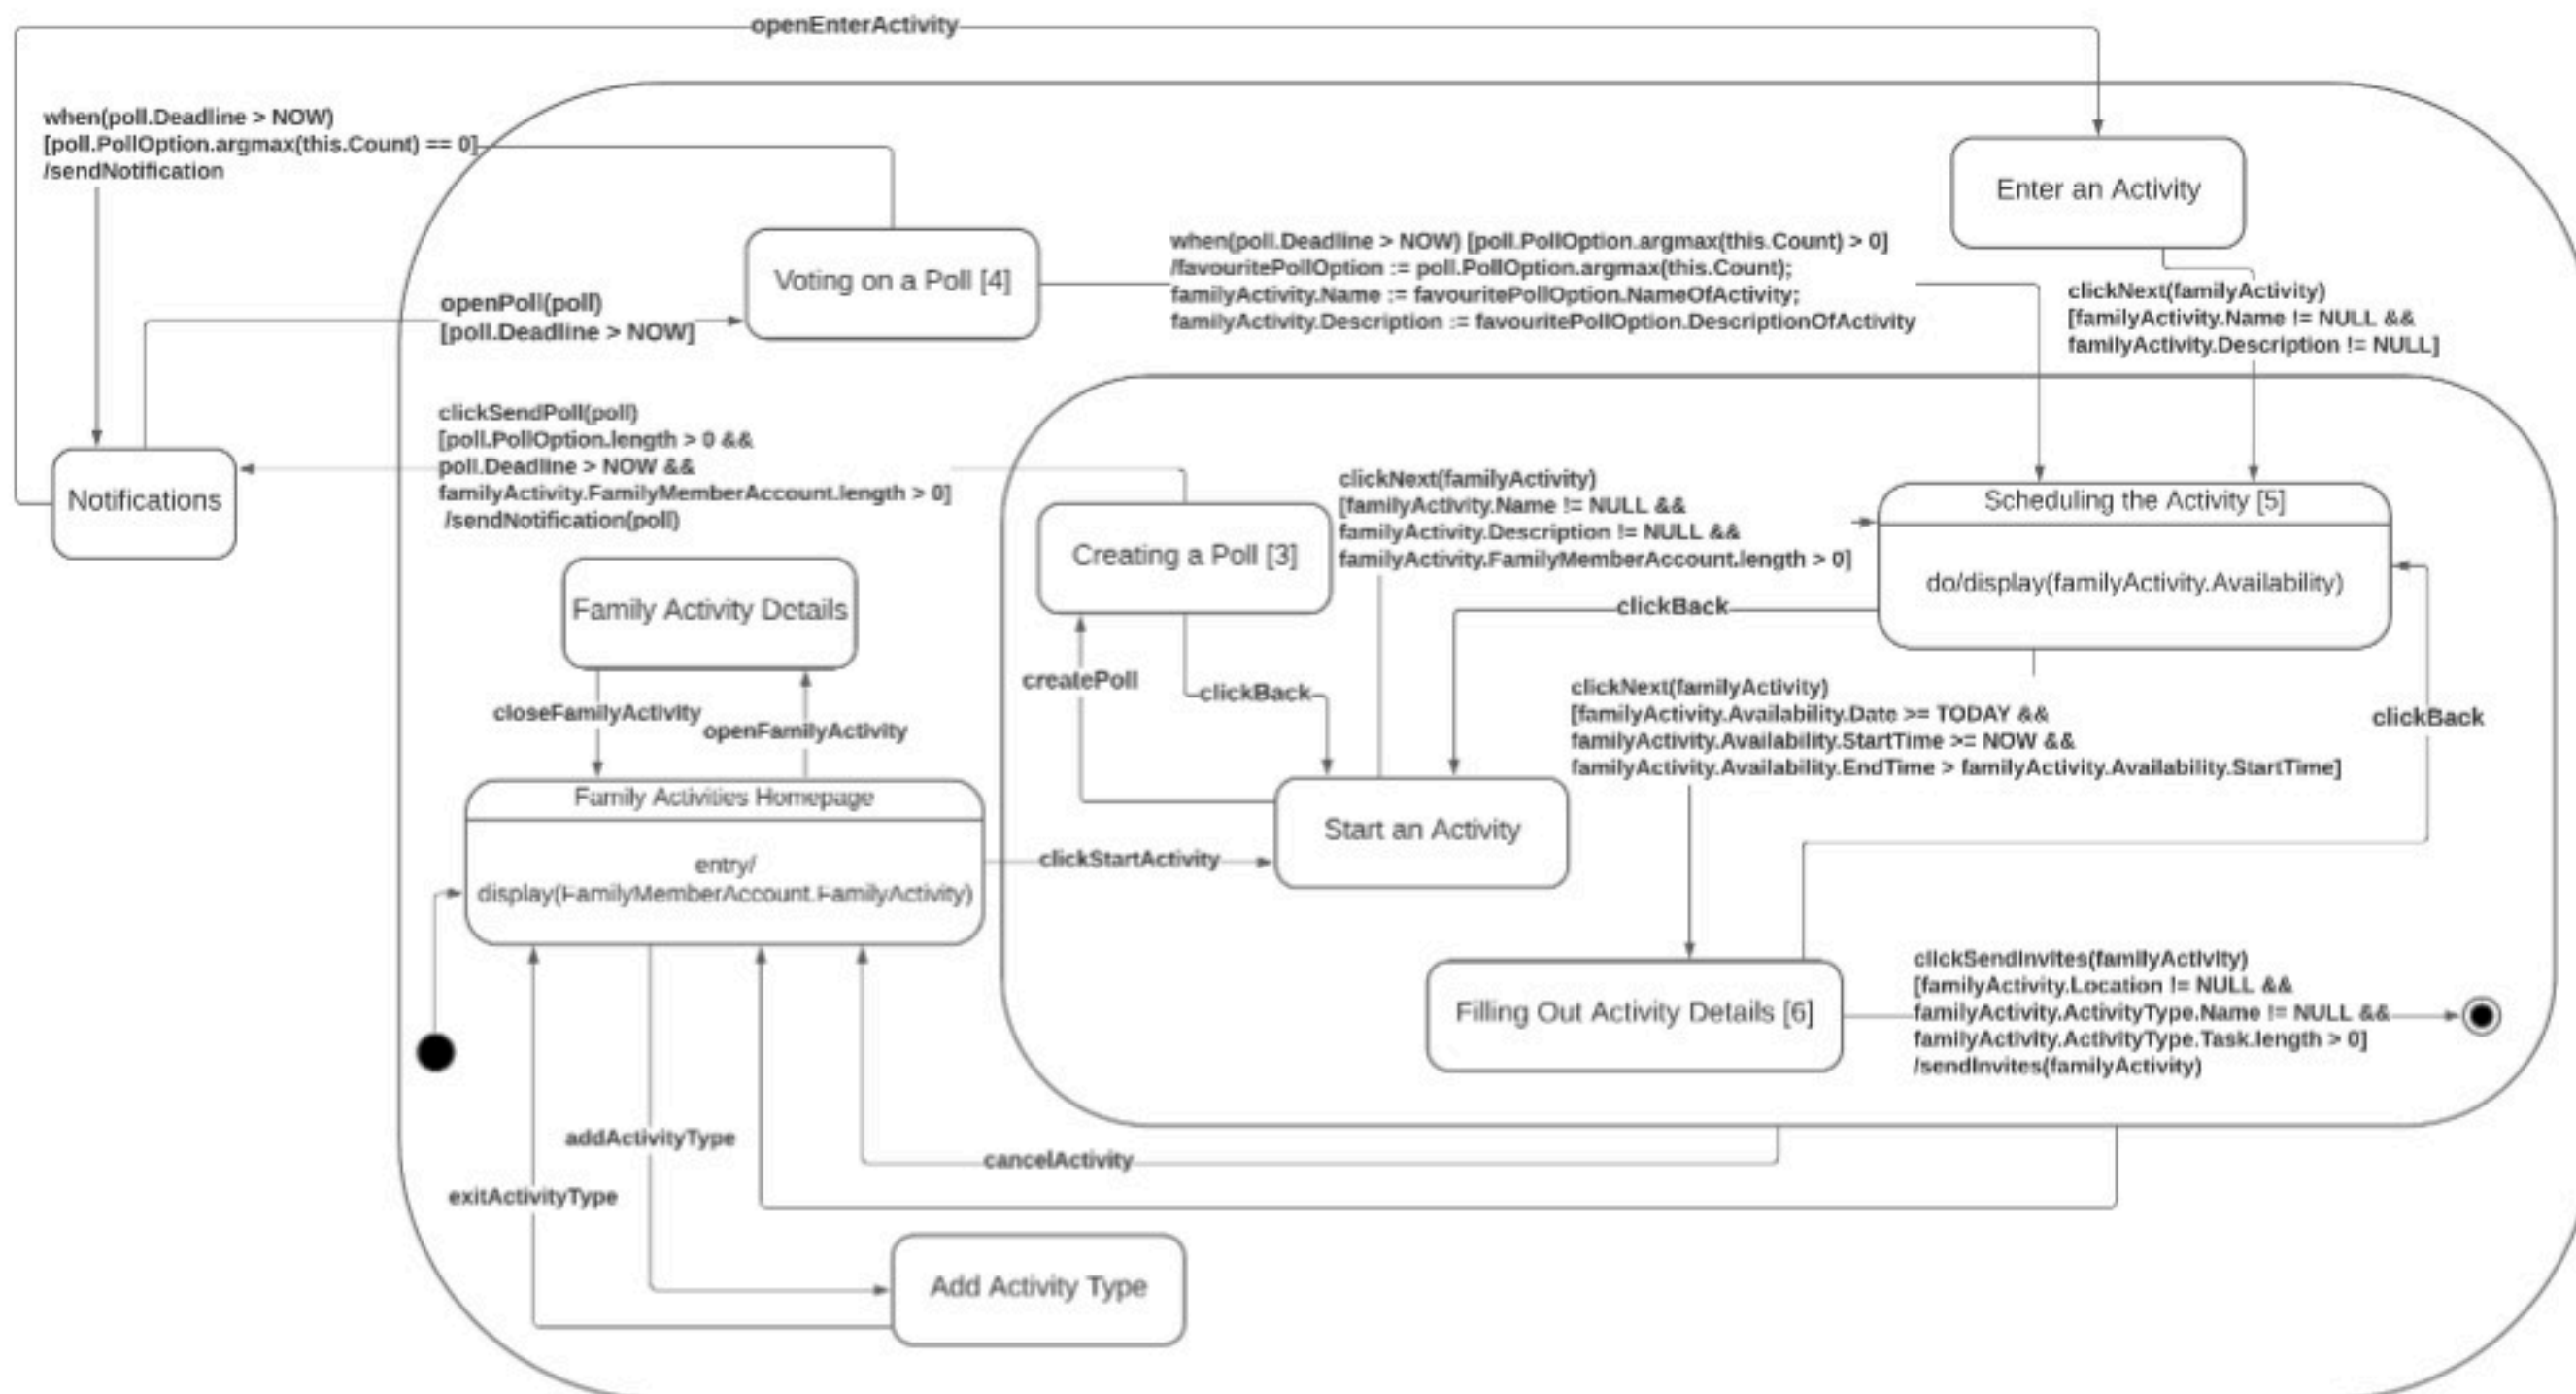 openEnterActivity
when(poll.Deadline > NOW)
[poll.PollOption.argmax(this.Count) == 0]
/sendNotification
Enter an Activity
Voting on a Poll [4]
when(poll.Deadline > NOW) [poll.PollOption.argmax(this.Count) > 0]
/favouritePollOption := poll.PollOption.argmax(this.Count);
familyActivity.Name := favouritePollOption.NameOfActivity;
familyActivity.Description := favouritePollOption.DescriptionOfActivity
openPoll(poll)
[poll.Deadline > NOW]
clickNext(familyActivity)
[familyActivity.Name != NULL &&
familyActivity.Description != NULL]
clickSendPoll(poll)
[poll.PollOption.length > 0 &&
poll.Deadline > NOW &&
familyActivity.FamilyMemberAccount.length > 0]
/sendNotification(poll)
Notifications
clickNext(familyActivity)
[familyActivity.Name != NULL &&
familyActivity.Description != NULL &&
familyActivity.FamilyMemberAccount.length > 0]
Scheduling the Activity [5]
do/display(familyActivity.Availability)
Creating a Poll [3]
Family Activity Details
clickBack
createPoll
clickBack
closeFamilyActivity
openFamilyActivity
clickNext(familyActivity)
[familyActivity.Availability.Date >= TODAY &&
familyActivity.Availability.StartTime >= NOW &&
familyActivity.Availability.EndTime > familyActivity.Availability.StartTime]
clickBack
Family Activities Homepage
entry/
display(FamilyMemberAccount.FamilyActivity)
clickStartActivity
Start an Activity
Filling Out Activity Details [6]
clickSendInvites(familyActivity)
[familyActivity.Location != NULL &&
familyActivity.ActivityType.Name != NULL &&
familyActivity.ActivityType.Task.length > 0]
/sendInvites(familyActivity)
addActivityType
cancelActivity
exitActivityType
Add Activity Type